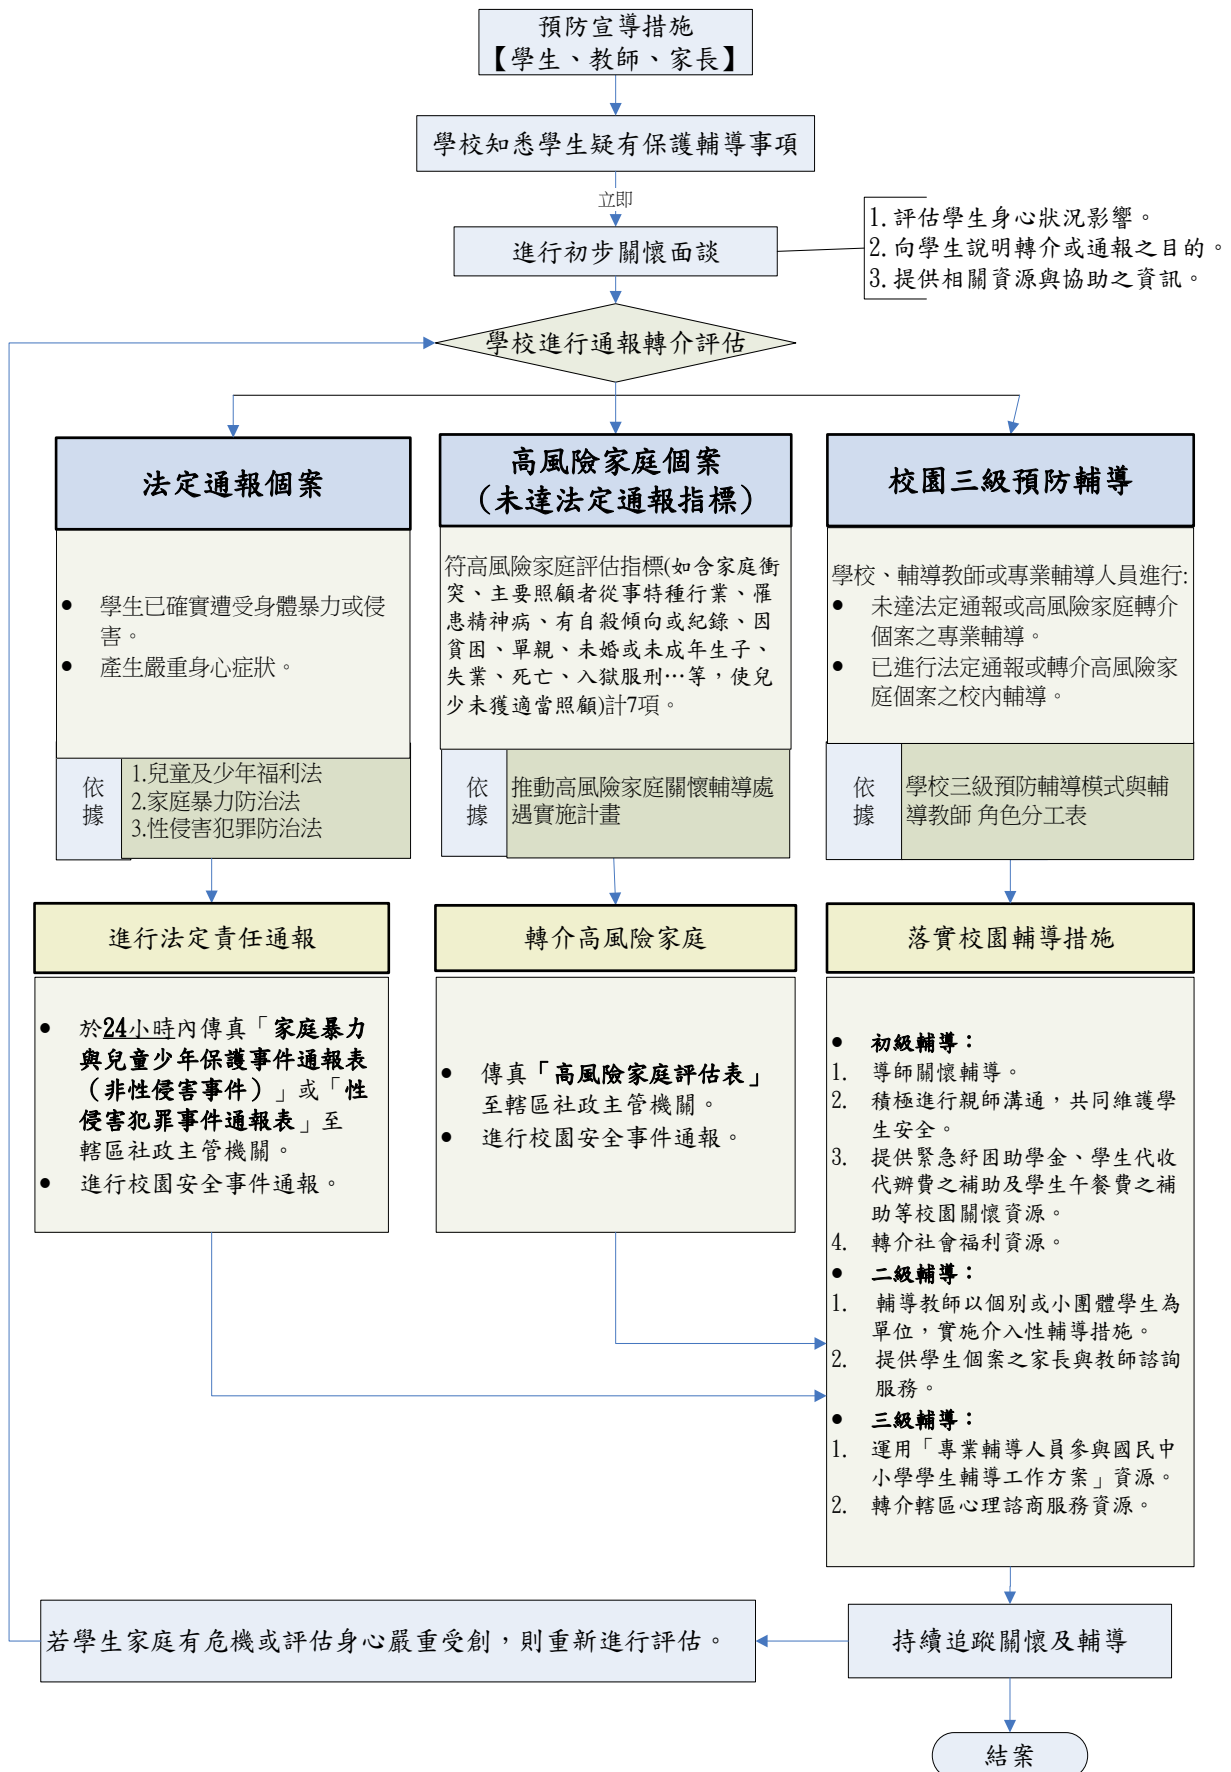 預防宣導措施
【學生、教師、家長】
學校知悉學生疑有保護輔導事項
立即
進行初步關懷面談
1.評估學生身心狀況影響。
2.向學生說明轉介或通報之目的。
3.提供相關資源與協助之資訊。
學校進行通報轉介評估
法定通報個案
● 學生已確實遭受身體暴力或侵
害。
● 產生嚴重身心症狀。
依
據
1.兒童及少年福利法
2.家庭暴力防治法
3.性侵害犯罪防治法
高風險家庭個案
(未達法定通報指標)
符高風險家庭評估指標(如含家庭衝
突、主要照顧者從事特種行業、罹
患精神病、有自殺傾向或紀錄、因
貧困、單親、未婚或未成年生子、
失業、死亡、入獄服刑…等，使兒
少未獲適當照顧)計7項。
依
據
推動高風險家庭關懷輔導處
遇實施計畫
校園三級預防輔導
學校、輔導教師或專業輔導人員進行:
● 未達法定通報或高風險家庭轉介
個案之專業輔導。
● 已進行法定通報或轉介高風險家
庭個案之校內輔導。
依
據
學校三級預防輔導模式與輔
導教師 角色分工表
進行法定責任通報
● 於24小時內傳真「家庭暴力
與兒童少年保護事件通報表
（非性侵害事件）」或「性
侵害犯罪事件通報表」至
轄區社政主管機關。
● 進行校園安全事件通報。
轉介高風險家庭
● 傳真「高風險家庭評估表」
至轄區社政主管機關。
● 進行校園安全事件通報。
落實校園輔導措施
● 初級輔導：
1. 導師關懷輔導。
2. 積極進行親師溝通，共同維護學
生安全。
3. 提供緊急紓困助學金、學生代收
代辦費之補助及學生午餐費之補
助等校園關懷資源。
4. 轉介社會福利資源。
● 二級輔導：
1. 輔導教師以個別或小團體學生為
單位，實施介入性輔導措施。
2. 提供學生個案之家長與教師諮詢
服務。
● 三級輔導：
1. 運用「專業輔導人員參與國民中
小學學生輔導工作方案」資源。
2. 轉介轄區心理諮商服務資源。
若學生家庭有危機或評估身心嚴重受創，則重新進行評估。
持續追蹤關懷及輔導
結案